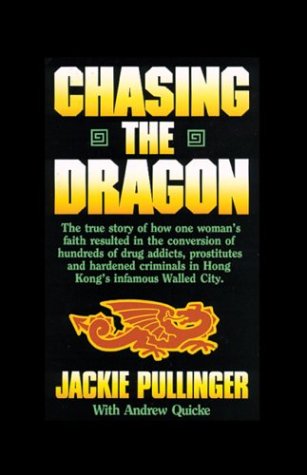 CHASING
THE
DRAGON
The true story of how one woman's
faith resulted in the conversion of
hundreds of drug addicts, prostitutes
and hardened criminals in Hong
Kong's infamous Walled City.
JACKIE PULLINGER
With Andrew Quicke